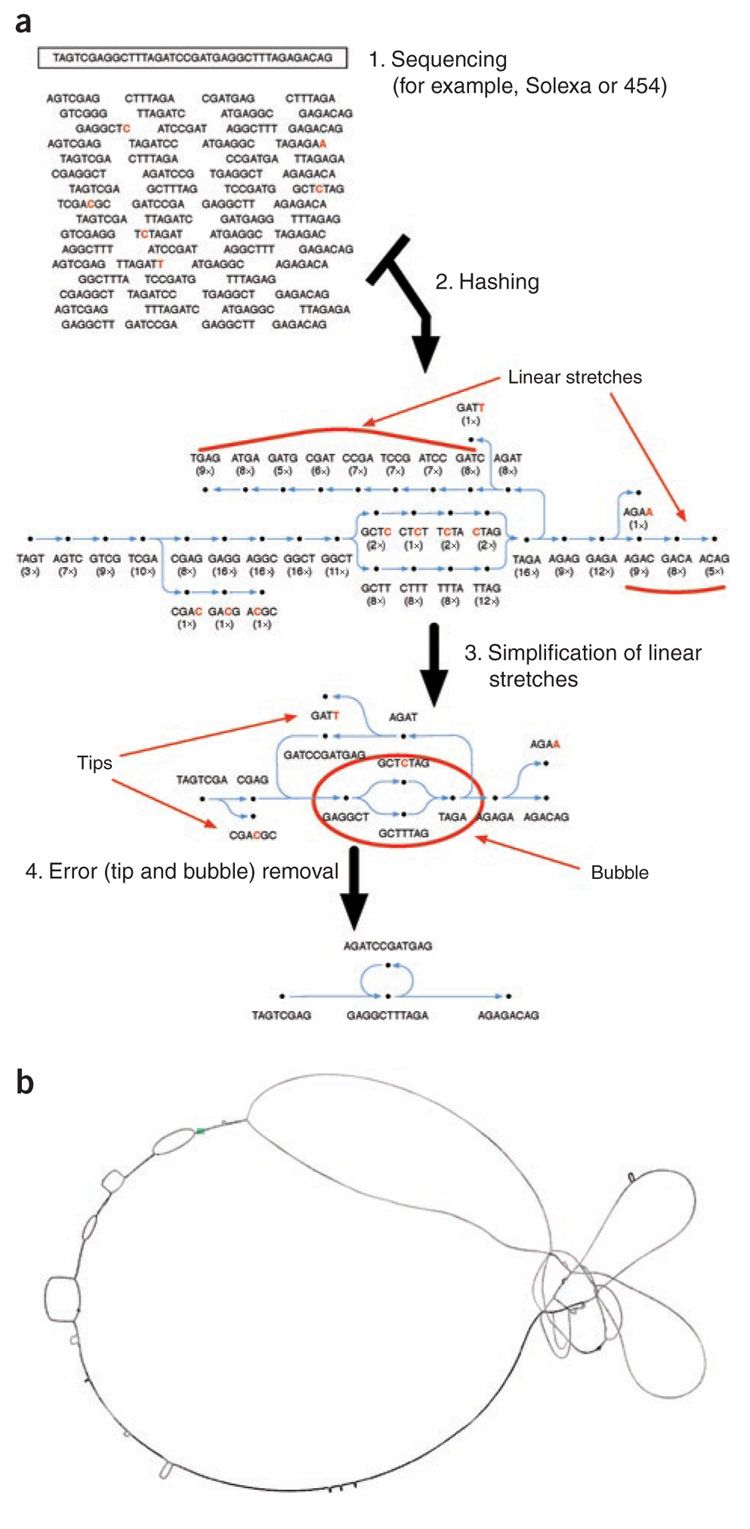 a
TAGTCGAGGCTTTAGATCCGATGAGGCTTTAGAGACAG
1. Sequencing
(for example, Solexa or 454)
AGTCGAG CTTTAGA CGATGAG CTTTAGA
GTCGGG TTAGATC ATGAGGC GAGACAG
GAGGCTC ATCCGAT AGGCTTT GAGACAG
AGTCGAG TAGATCC ATGAGGC TAGAGAA
TAGTCGA CTTTAGA CCGATGA TTAGAGA
CGAGGCT AGATCCG TGAGGCT AGAGACA
TAGTCGA GCTTTAG TCCGATG GCTCTAG
TCGACGC GATCCGA GAGGCTT AGAGACA
TAGTCGA TTAGATC GATGAGG TTTAGAG
GTCGAGG TCTAGAT ATGAGGC TAGAGAC
AGGCTTT ATCCGAT AGGCTTT GAGACAG
AGTCGAG TTAGATT ATGAGGC AGAGACA
GGCTTTA TCCGATG TTTAGAG
CGAGGCT TAGATCC TGAGGCT GAGACAG
AGTCGAG TTTAGATC ATGAGGC TTAGAGA
GAGGCTT GATCCGA GAGGCTT GAGACAG
2. Hashing
Linear stretches
GATT
(1×)
TGAG ATGA GATG CGAT CCGA TCCG ATCC GATC AGAT
(9×) (8×) (5×) (6×) (7×) (7×) (7×) (8×) (8×)
AGAA
(1×)
GCTC CTCT TCTA CTAG
(2×) (1×) (2×) (2×)
TAGT AGTC GTCG TCGA CGAG GAGG AGGC GGCT GGCT TAGA AGAG GAGA AGAC GACA ACAG
(3×) (7×) (9×) (10×) (8×) (16×) (16×) (16×) (11×) (16×) (9×) (12×) (9×) (8×) (5×)
GCTT CTTT TTTA TTAG
(8×) (8×) (8×) (12×)
CGAC GACG ACGC
(1×) (1×) (1×)
3. Simplification of linear
stretches
GATT AGAT
AGAA
Tips
GATCCGATGAG
GCTCTAG
TAGTCGA CGAG
GAGGCT TAGA AGAGA AGACAG
CGACGC
GCTTTAG
4. Error (tip and bubble) removal
Bubble
AGATCCGATGAG
TAGTCGAG GAGGCTTTAGA AGAGACAG
b